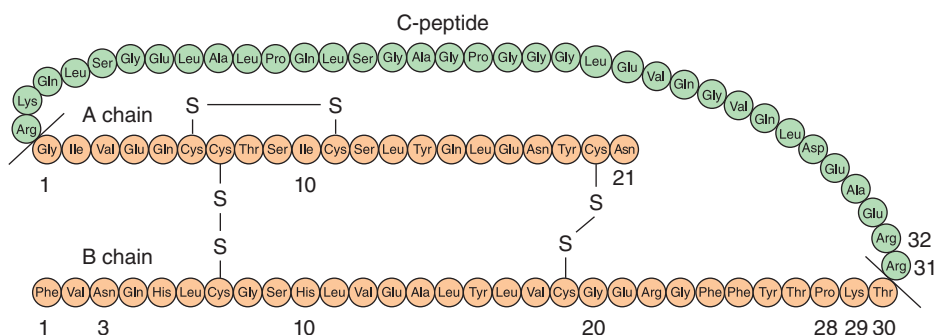 C-peptide
Arg Lys Gln Leu Ser Gly Glu Leu Ala Leu Pro Gln Leu Ser Gly Ala Gly Pro Gly Gly Gly Leu Glu Val Gln Gly Val Gln Leu Asp Glu Ala Glu Arg Arg
32
31
A chain
S S
Gly Ile Val Glu Gln Cys Cys Thr Ser Ile Cys Ser Leu Tyr Gln Leu Glu Asn Tyr Cys Asn
1 10 21
S S
S S
B chain
Phe Val Asn Gln His Leu Cys Gly Ser His Leu Val Glu Ala Leu Tyr Leu Val Cys Gly Glu Arg Gly Phe Phe Tyr Thr Pro Lys Thr
1 3 10 20 28 29 30